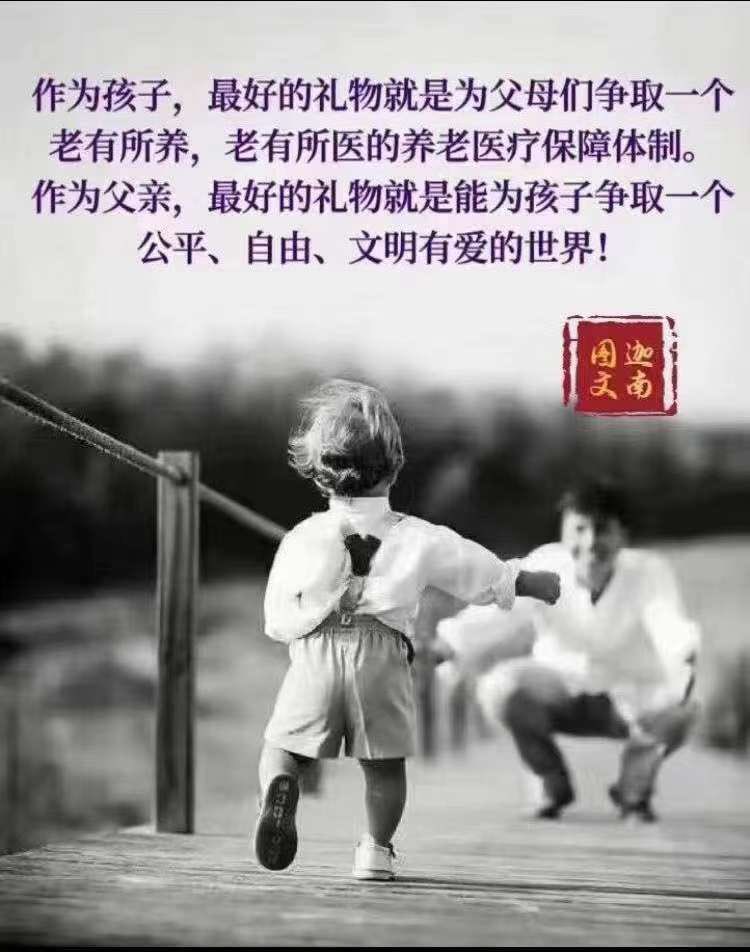 作为孩子，最好的礼物就是为父母们争取一个
老有所养，老有所医的养老医疗保障体制。
作为父亲，最好的礼物就是能为孩子争取一个
公平、自由、文明有爱的世界！
迦南
图文